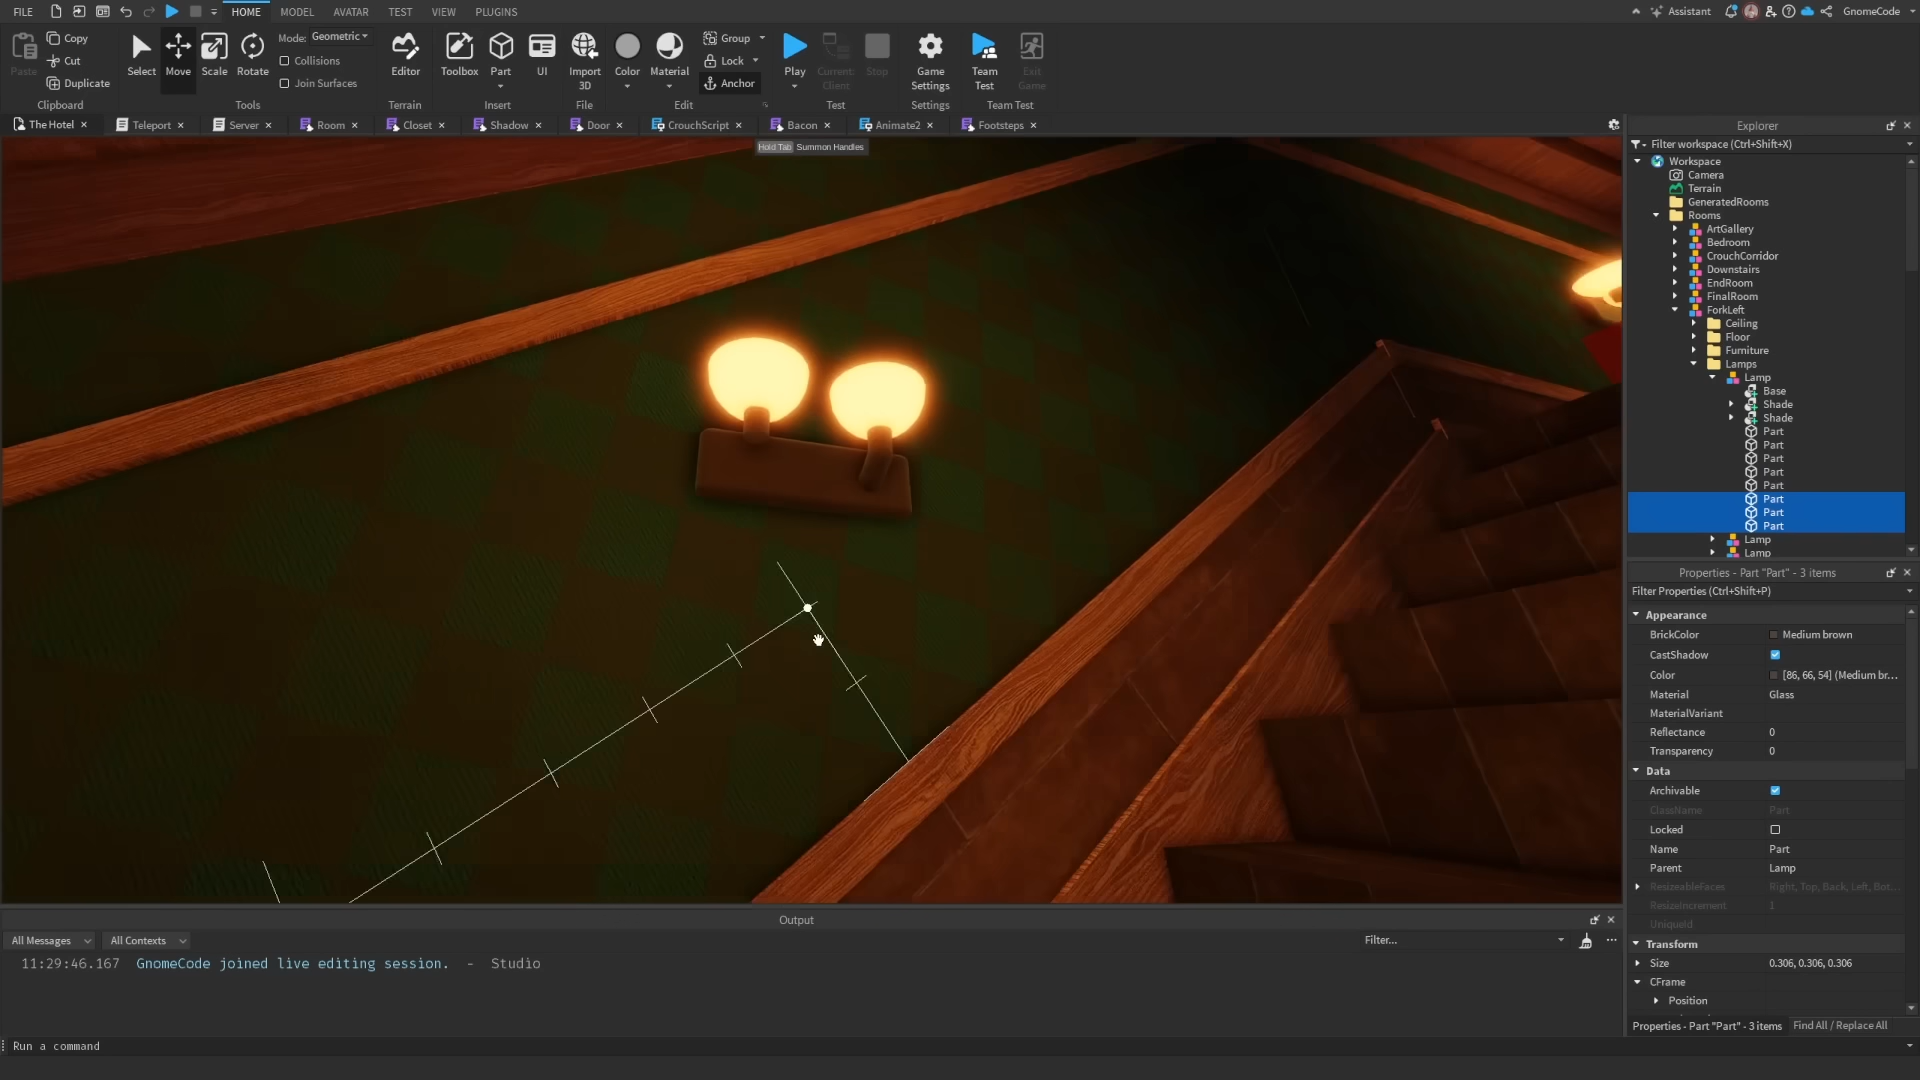 FILE
HOME
MODEL
AVATAR
TEST
VIEW
PLUGINS
Assistant
GnomeCode
Paste
Copy
Cut
Duplicate
Clipboard
Select
Move
Scale
Rotate
Mode: Geometric
Collisions
Join Surfaces
Tools
Editor
Terrain
Toolbox
Part
UI
Insert
Import
3D
File
Color
Material
Group
Lock
Anchor
Edit
Play
Current
Client
Stop
Test
Game
Settings
Settings
Team
Test
Exit
Game
Team Test
The Hotel
Teleport
Server
Room
Closet
Shadow
Door
CrouchScript
Bacon
Animate2
Footsteps
Hold Tab Summon Handles
Explorer
Filter workspace (Ctrl+Shift+X)
Workspace
Camera
Terrain
GeneratedRooms
Rooms
ArtGallery
Bedroom
CrouchCorridor
Downstairs
EndRoom
FinalRoom
ForkLeft
Ceiling
Floor
Furniture
Lamps
Lamp
Base
Shade
Shade
Part
Part
Part
Part
Part
Part
Part
Part
Lamp
Lamp
Properties - Part "Part" - 3 items
Filter Properties (Ctrl+Shift+P)
Appearance
BrickColor Medium brown
CastShadow
Color [86, 66, 54] (Medium br...
Material Glass
MaterialVariant
Reflectance 0
Transparency 0
Data
Archivable
ClassName Part
Locked
Name Part
Parent Lamp
ResizeableFaces Right, Top, Back, Left, Bot...
ResizeIncrement 1
UniqueId
Transform
Size 0.306, 0.306, 0.306
CFrame
Position
Properties - Part "Part" - 3 items
Find All / Replace All
Output
All Messages
All Contexts
Filter...
11:29:46.167 GnomeCode joined live editing session. - Studio
Run a command